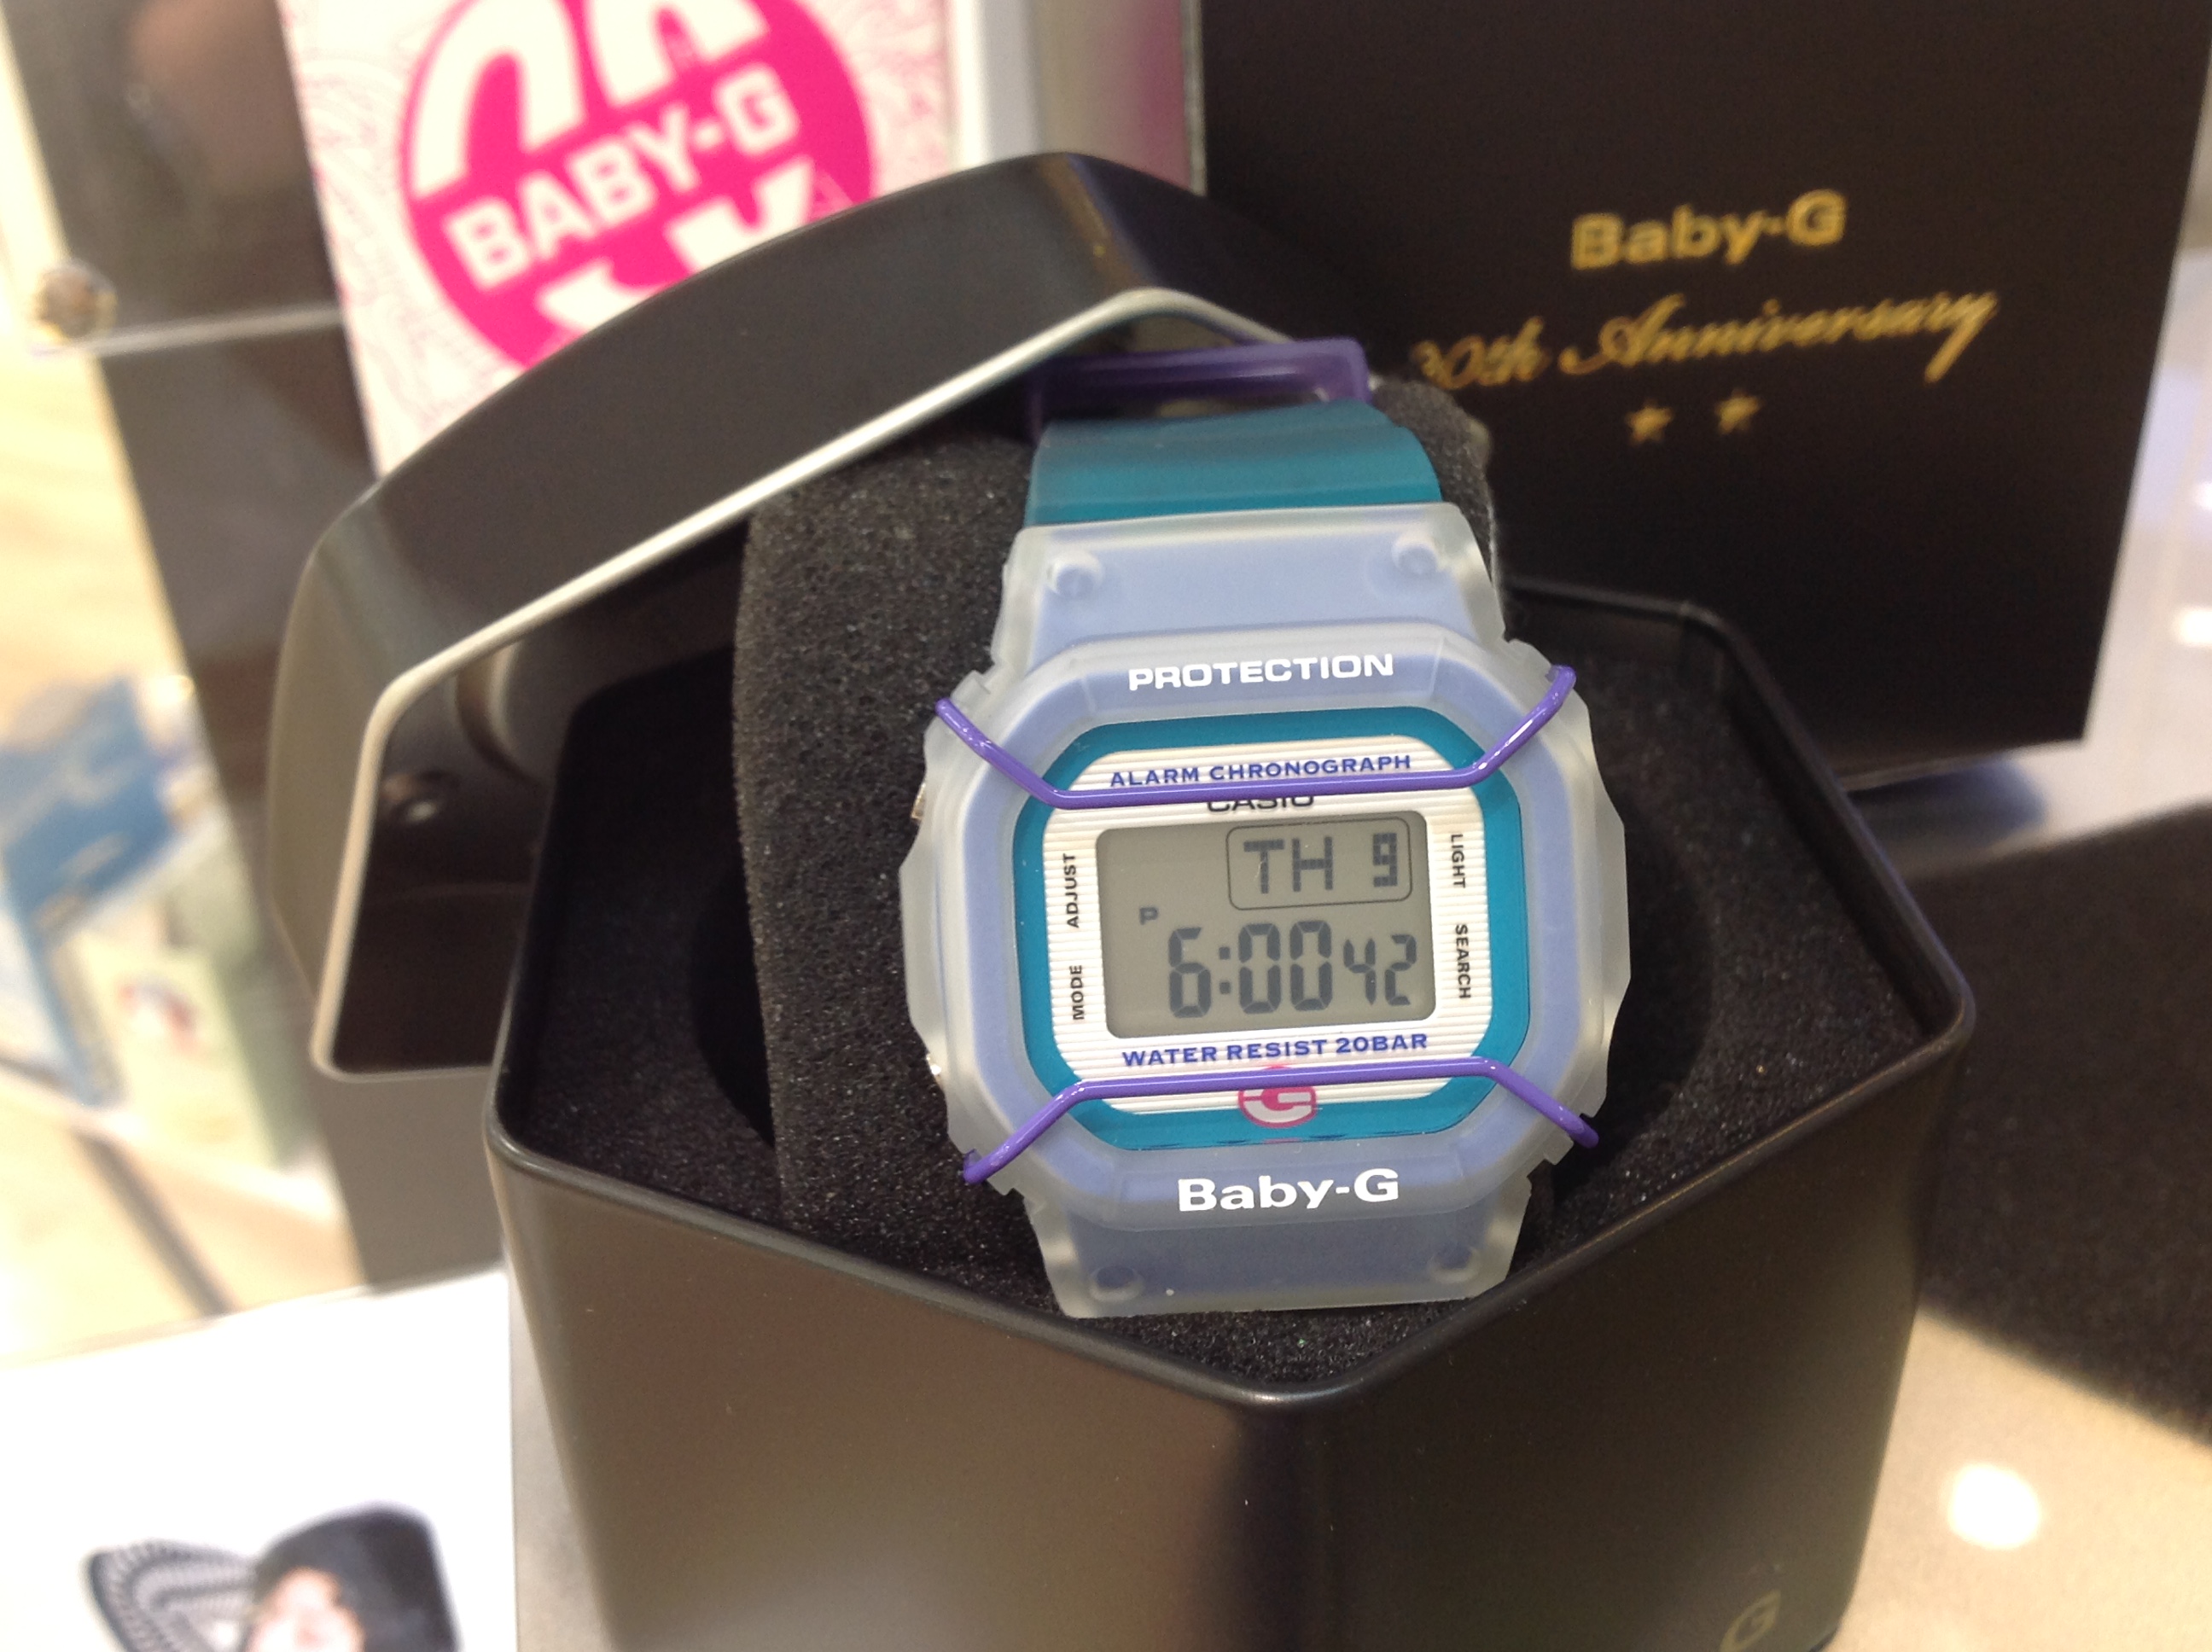 BABY-G
Baby-G
Anniversary
PROTECTION
ALARM CHRONOGRAPH
CASIO
TH 9
P
6:00 42
ADJUST
MODE
LIGHT
SEARCH
WATER RESIST 20BAR
G
Baby-G
G